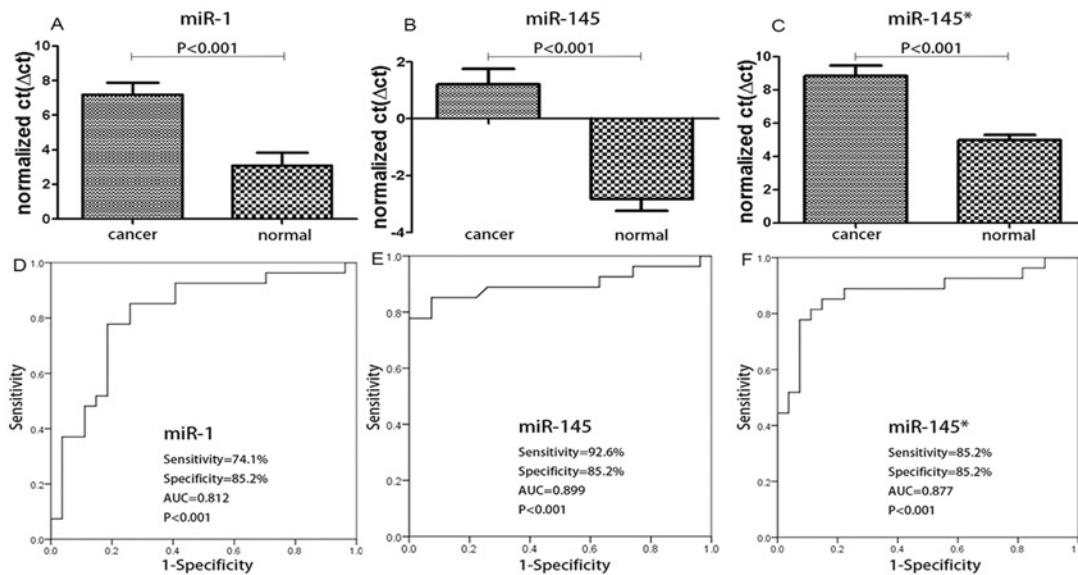 A
miR-1
P<0.001
normalized ct(Δct)
10
8
6
4
2
0
cancer
normal
B
miR-145
P<0.001
normalized ct(Δct)
2
0
-2
-4
cancer
normal
C
miR-145*
P<0.001
normalized ct(Δct)
10
8
6
4
2
0
cancer
normal
D
Sensitivity
1.0
0.8
0.6
0.4
0.2
0.0
miR-1
Sensitivity=74.1%
Specificity=85.2%
AUC=0.812
P<0.001
0.0 0.2 0.4 0.6 0.8 1.0
1-Specificity
E
Sensitivity
1.0
0.8
0.6
0.4
0.2
0.0
miR-145
Sensitivity=92.6%
Specificity=85.2%
AUC=0.899
P<0.001
0.0 0.2 0.4 0.6 0.8 1.0
1-Specificity
F
Sensitivity
1.0
0.8
0.6
0.4
0.2
0.0
miR-145*
Sensitivity=85.2%
Specificity=85.2%
AUC=0.877
P<0.001
0.0 0.2 0.4 0.6 0.8 1.0
1-Specificity